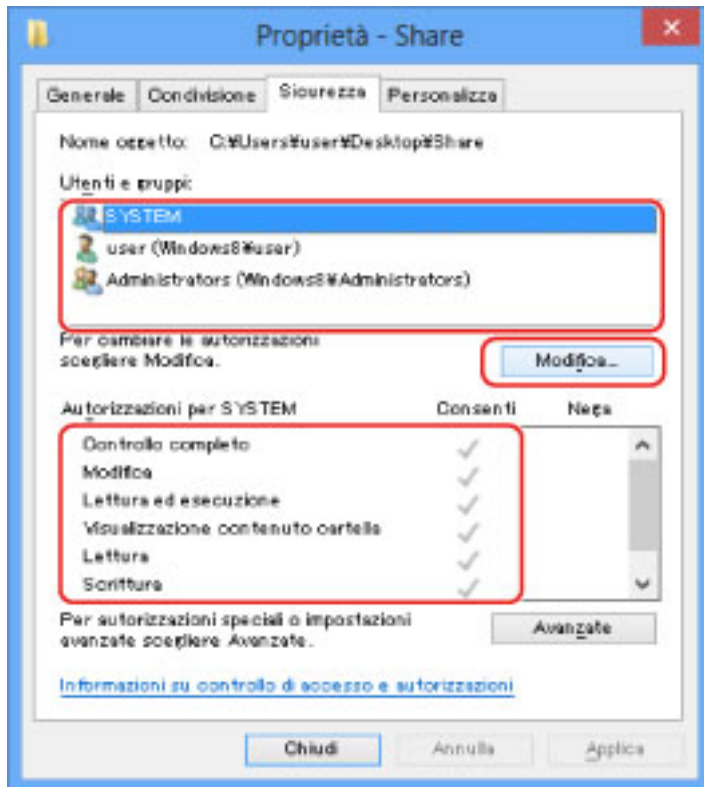 Proprietà - Share
Generale Condivisione Sicurezza Personalizza
Nome oggetto: C:¥Users¥user¥Desktop¥Share
Utenti e gruppi:
SYSTEM
user (Windows8¥user)
Administrators (Windows8¥Administrators)
Per cambiare le autorizzazioni
scegliere Modifica.
Modifica...
Autorizzazioni per SYSTEM Consenti Nega
Controllo completo
Modifica
Lettura ed esecuzione
Visualizzazione contenuto cartella
Lettura
Scrittura
Per autorizzazioni speciali o impostazioni
avanzate scegliere Avanzate.
Avanzate
Informazioni su controllo di accesso e autorizzazioni
Chiudi Annulla Applica